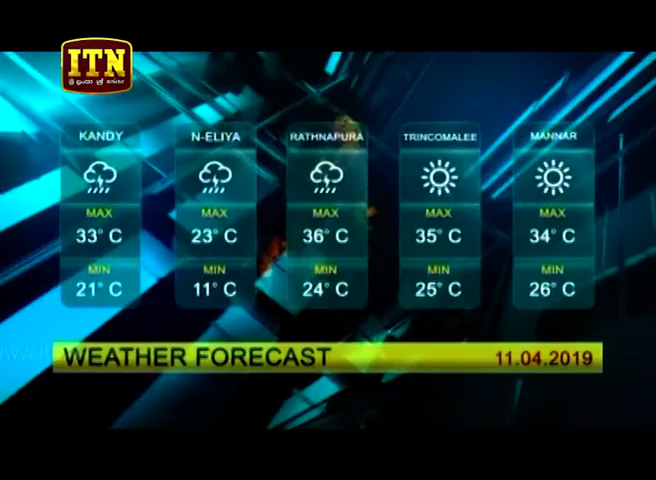 ITN
ශ්‍රී ලංකා
KANDY
N-ELIYA
RATHNAPURA
TRINCOMALEE
MANNAR
MAX
MAX
MAX
MAX
MAX
33° C
23° C
36° C
35° C
34° C
MIN
MIN
MIN
MIN
MIN
21° C
11° C
24° C
25° C
26° C
WEATHER FORECAST
11.04.2019